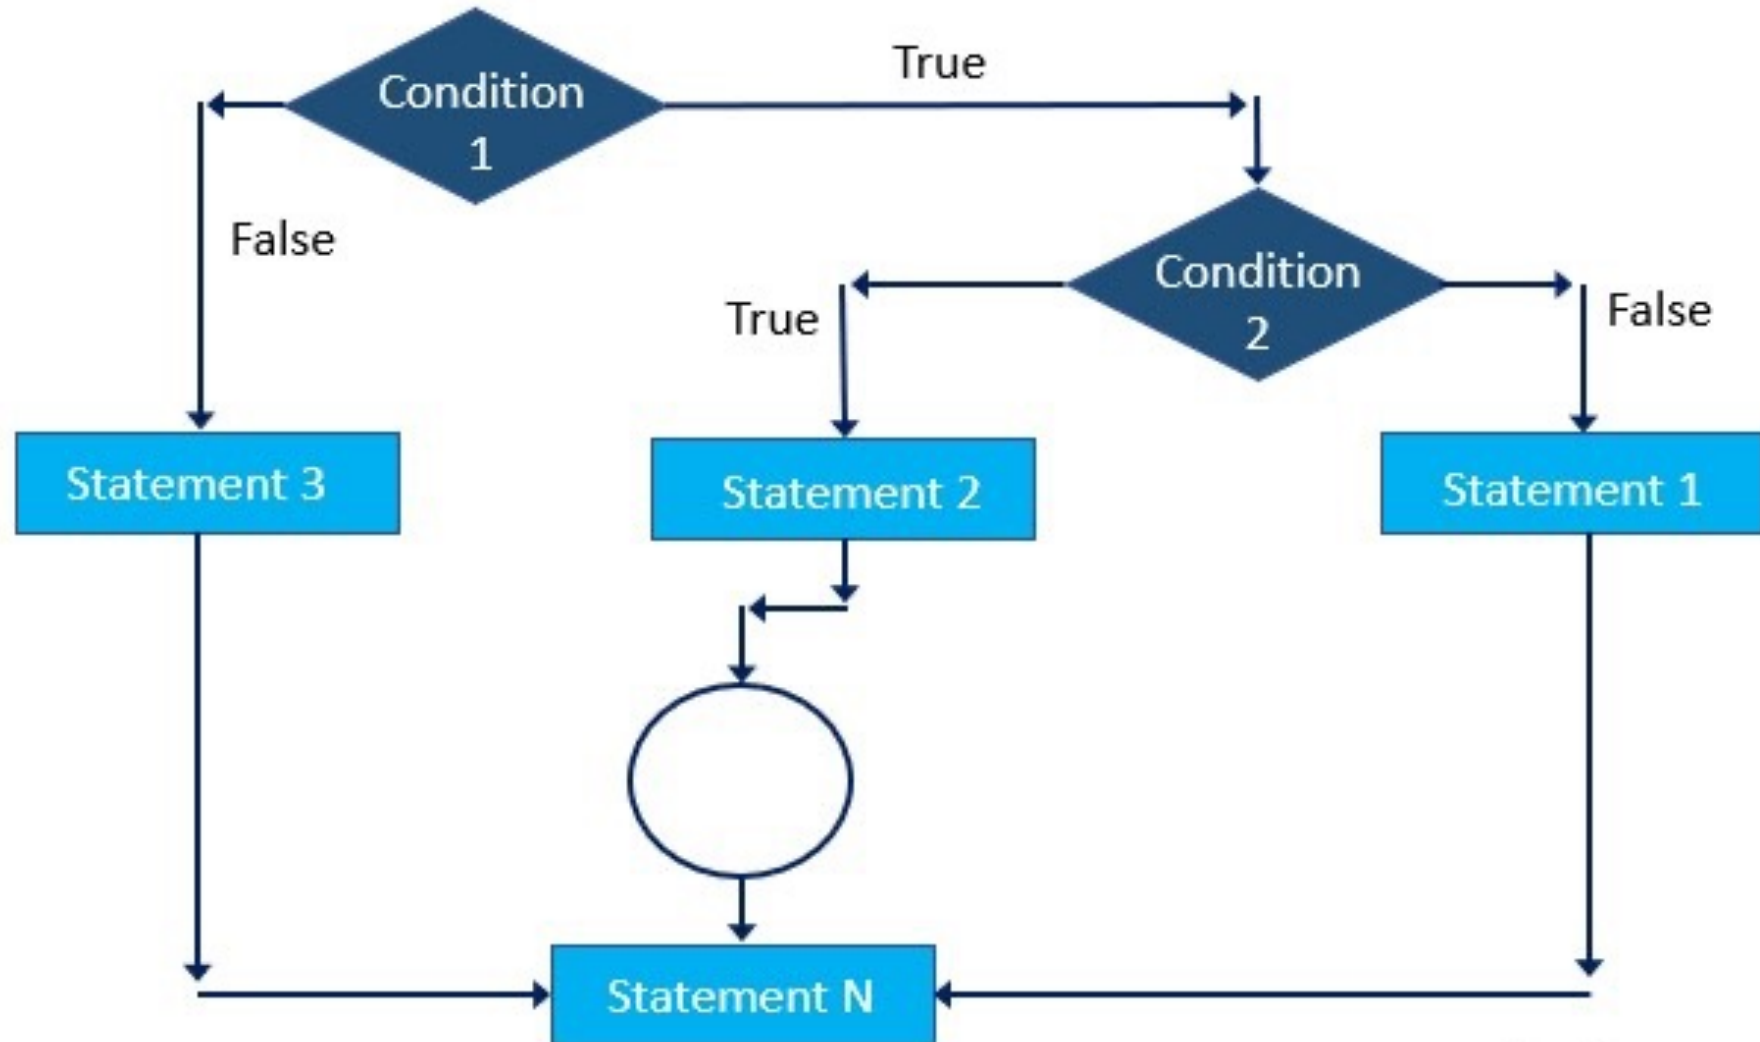 True
Condition
1
False
Condition
2
True
False
Statement 3
Statement 2
Statement 1
Statement N